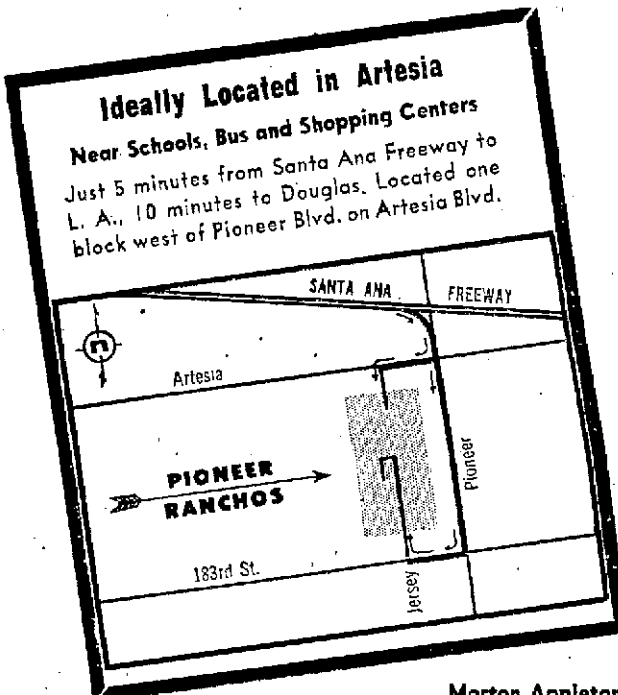 Ideally Located in Artesia
Near Schools, Bus and Shopping Centers
Just 5 minutes from Santa Ana Freeway to
L. A., 10 minutes to Douglas. Located one
block west of Pioneer Blvd. on Artesia Blvd.
SANTA ANA FREEWAY
n
Artesia
PIONEER
RANCHOS
Pioneer
183rd St.
Jersey
Morton Appleton